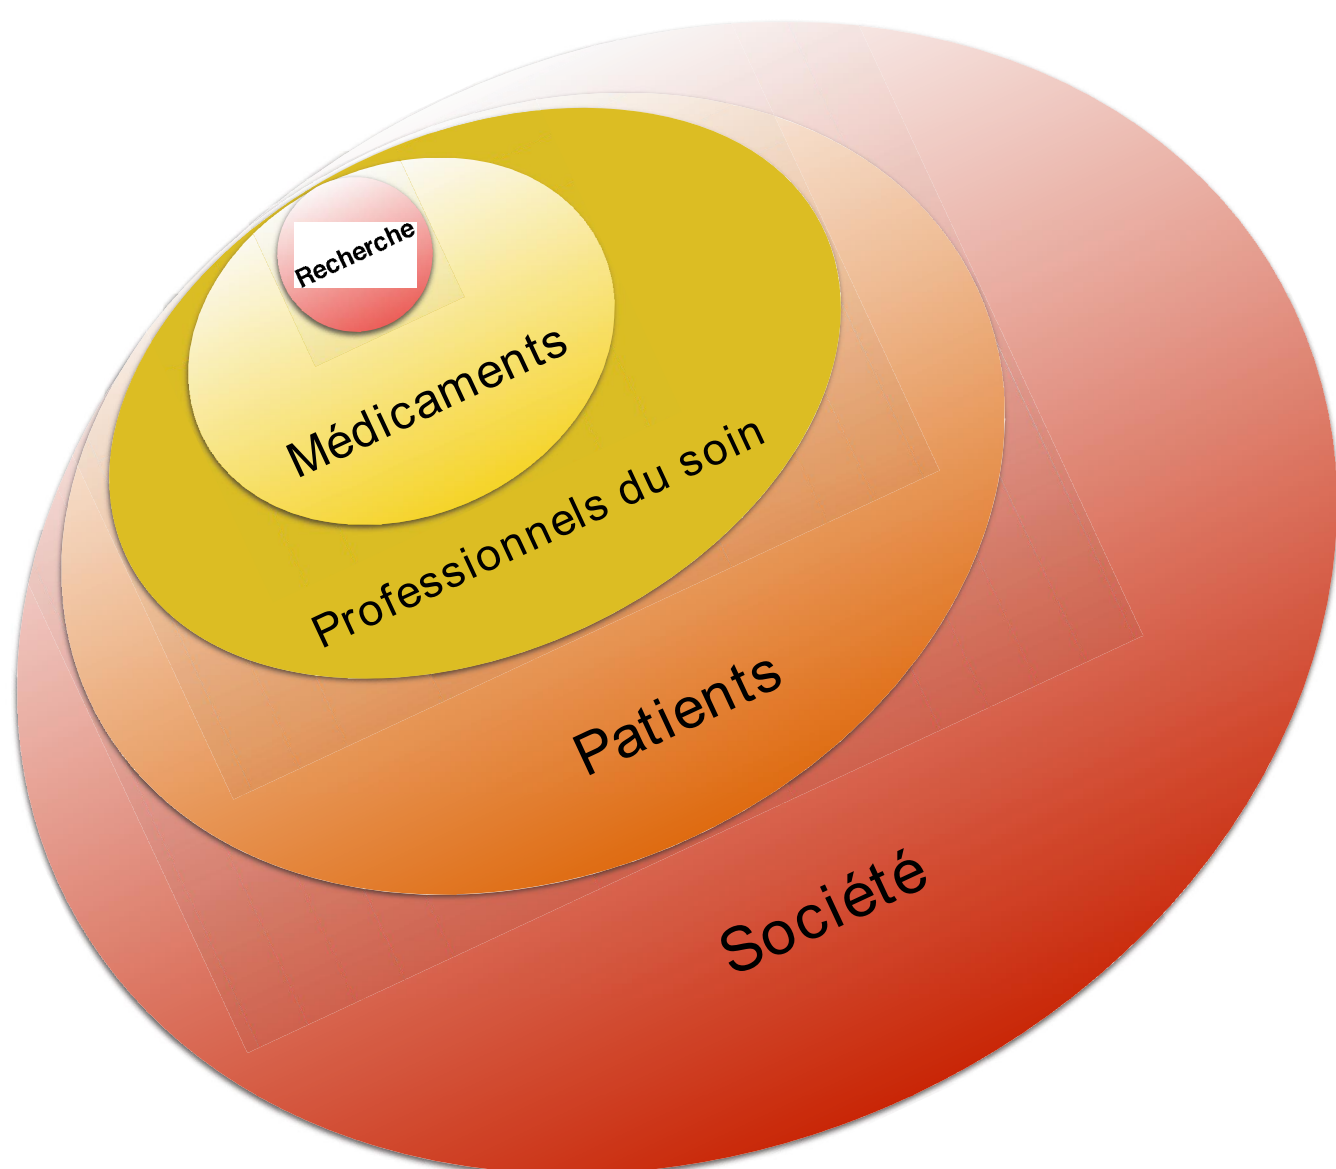 Recherche
Médicaments
Professionnels du soin
Patients
Société